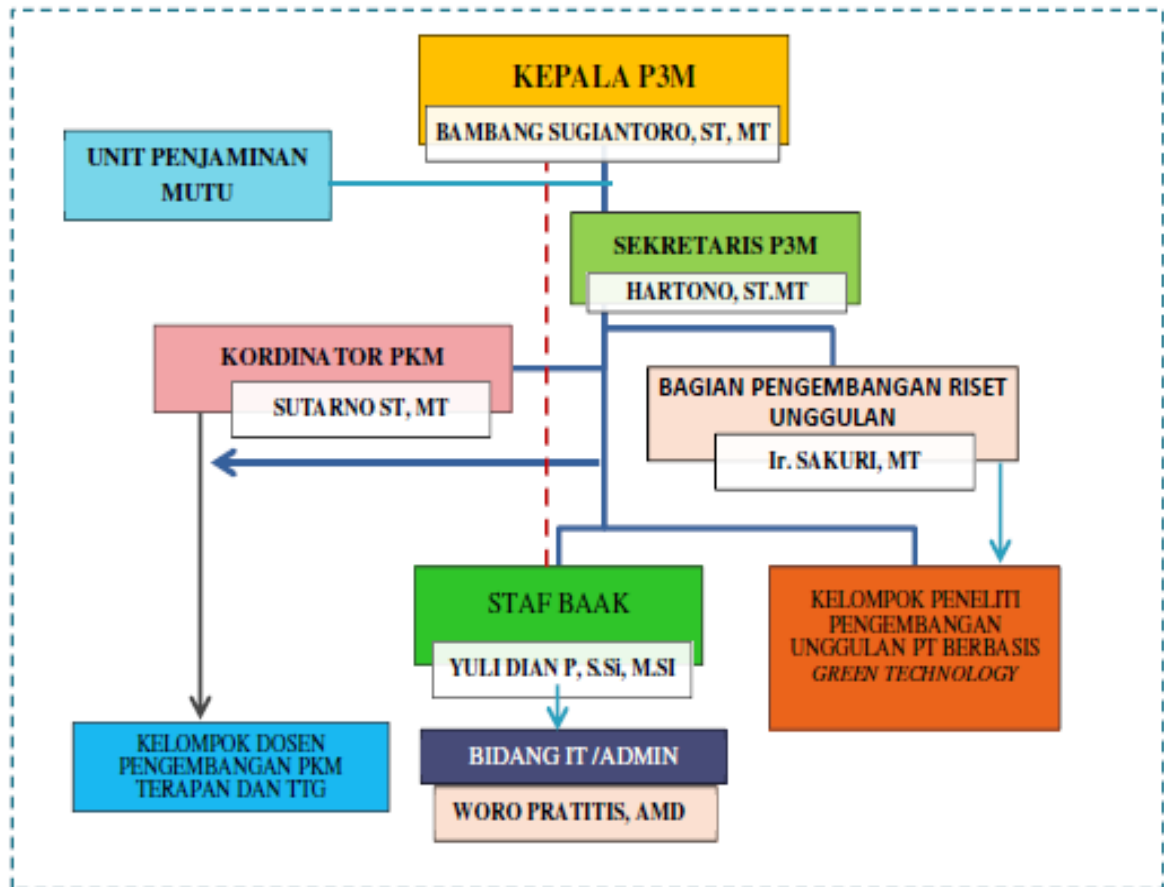 KEPALA P3M
BAMBANG SUGIANTORO, ST, MT
UNIT PENJAMINAN
MUTU
SEKRETARIS P3M
HARTONO, ST.MT
KORDINATOR PKM
SUTARNO ST, MT
BAGIAN PENGEMBANGAN RISET
UNGGULAN
Ir. SAKURI, MT
STAF BAAK
YULI DIAN P, S.Si, M.SI
KELOMPOK PENELITI
PENGEMBANGAN
UNGGULAN PT BERBASIS
GREEN TECHNOLOGY
KELOMPOK DOSEN
PENGEMBANGAN PKM
TERAPAN DAN TTG
BIDANG IT /ADMIN
WORO PRATITIS, AMD